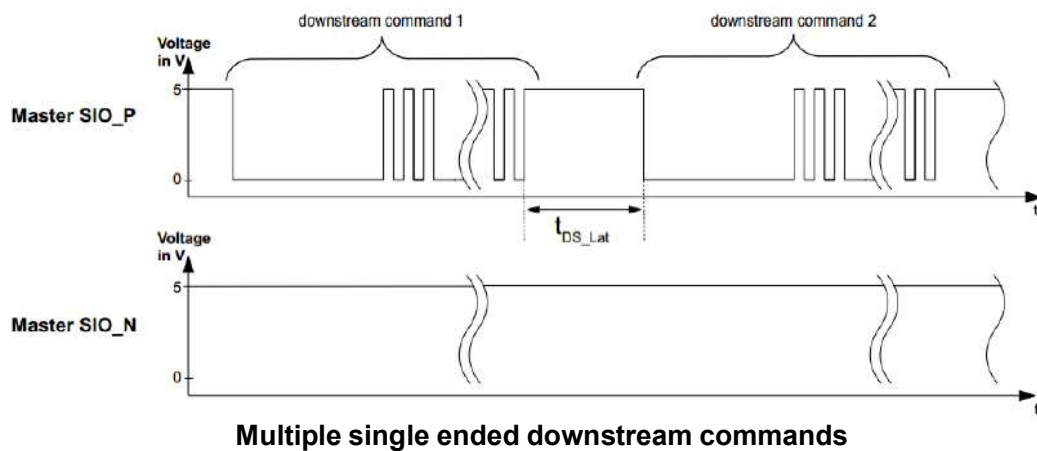 downstream command 1
downstream command 2
Voltage
in V
5
Master SIO_P
0
t
tDS_Lat
Voltage
in V
5
Master SIO_N
0
t
Multiple single ended downstream commands